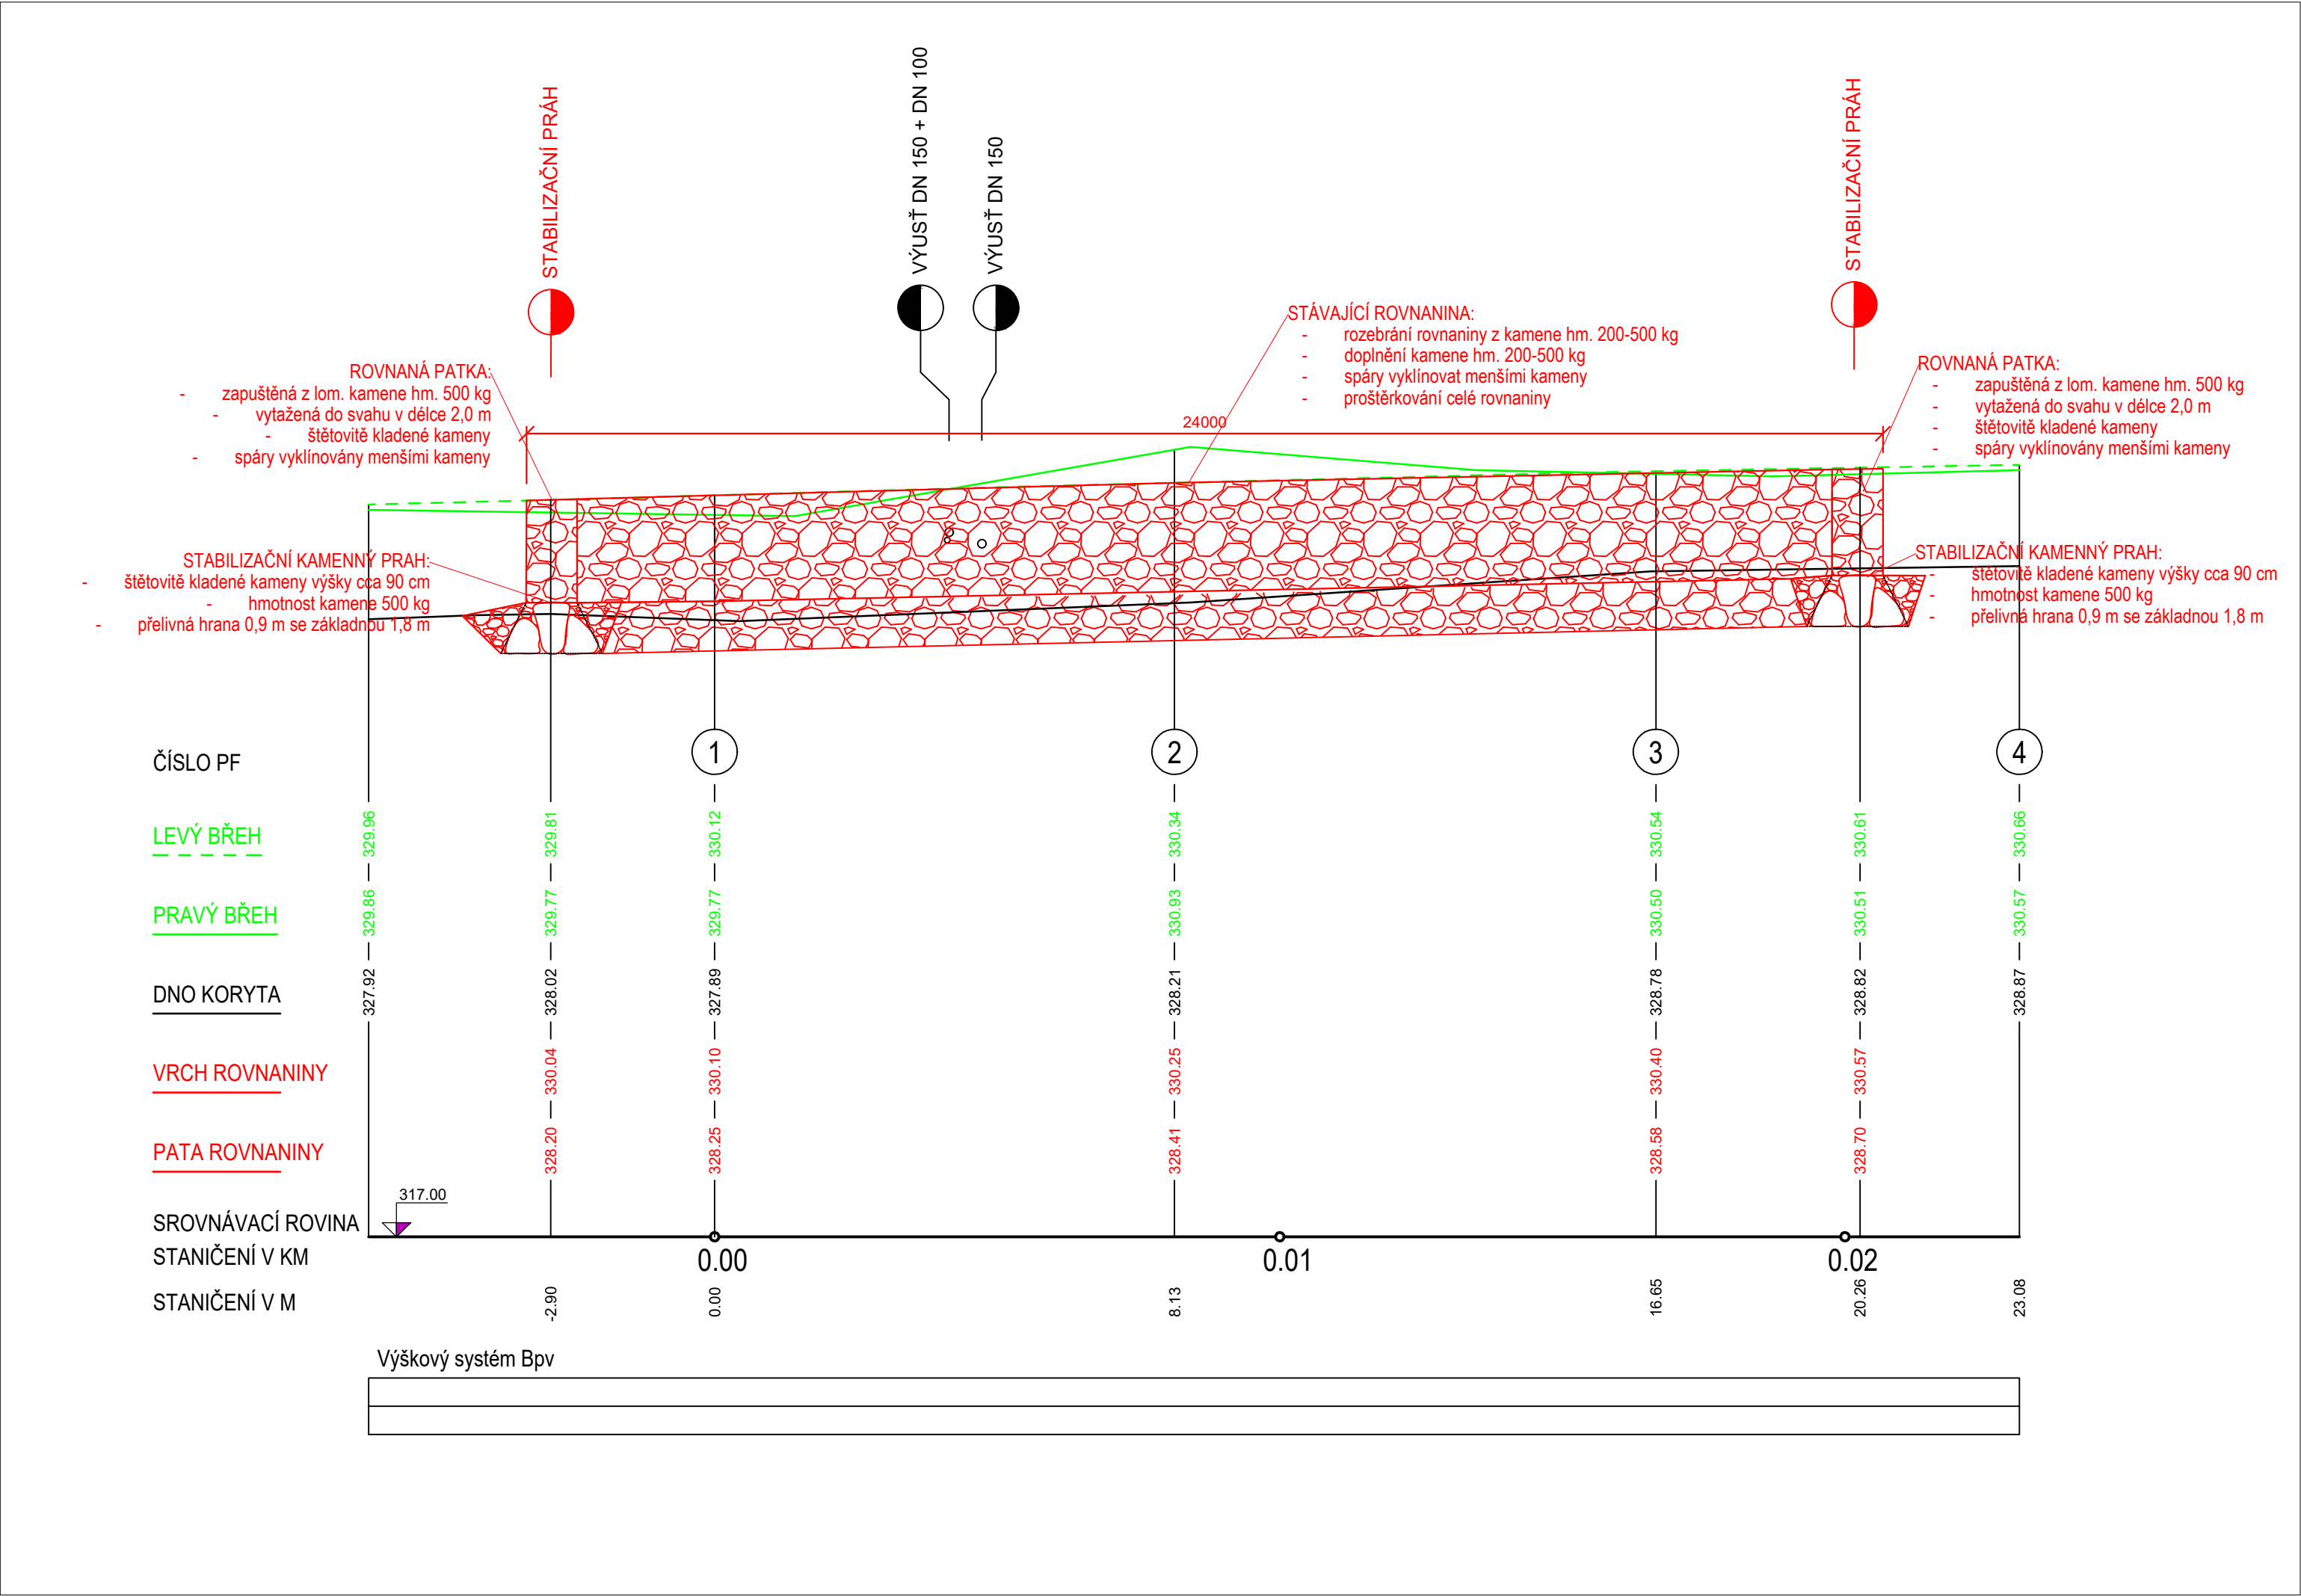 STABILIZAČNÍ PRÁH
VÝUSŤ DN 150 + DN 100
VÝUSŤ DN 150
STABILIZAČNÍ PRÁH
ROVNANÁ PATKA:
- zapuštěná z lom. kamene hm. 500 kg
- vytažená do svahu v délce 2,0 m
- štětovitě kladené kameny
- spáry vyklínovány menšími kameny
STÁVAJÍCÍ ROVNANINA:
- rozebrání rovnaniny z kamene hm. 200-500 kg
- doplnění kamene hm. 200-500 kg
- spáry vyklínovat menšími kameny
- proštěrkování celé rovnaniny
ROVNANÁ PATKA:
- zapuštěná z lom. kamene hm. 500 kg
- vytažená do svahu v délce 2,0 m
- štětovitě kladené kameny
- spáry vyklínovány menšími kameny
24000
STABILIZAČNÍ KAMENNÝ PRAH:
- štětovitě kladené kameny výšky cca 90 cm
- hmotnost kamene 500 kg
- přelivná hrana 0,9 m se základnou 1,8 m
STABILIZAČNÍ KAMENNÝ PRAH:
- štětovitě kladené kameny výšky cca 90 cm
- hmotnost kamene 500 kg
- přelivná hrana 0,9 m se základnou 1,8 m
ČÍSLO PF 1 2 3 4
LEVÝ BŘEH 329.96 329.81 330.12 330.34 330.54 330.61 330.66
PRAVÝ BŘEH 329.86 329.77 329.77 330.93 330.50 330.51 330.57
DNO KORYTA 327.92 328.02 327.89 328.21 328.78 328.82 328.87
VRCH ROVNANINY 330.04 330.10 330.25 330.40 330.57
PATA ROVNANINY 328.20 328.25 328.41 328.58 328.70
317.00
SROVNÁVACÍ ROVINA
STANIČENÍ V KM 0.00 0.01 0.02
STANIČENÍ V M -2.90 0.00 8.13 16.65 20.26 23.08
Výškový systém Bpv